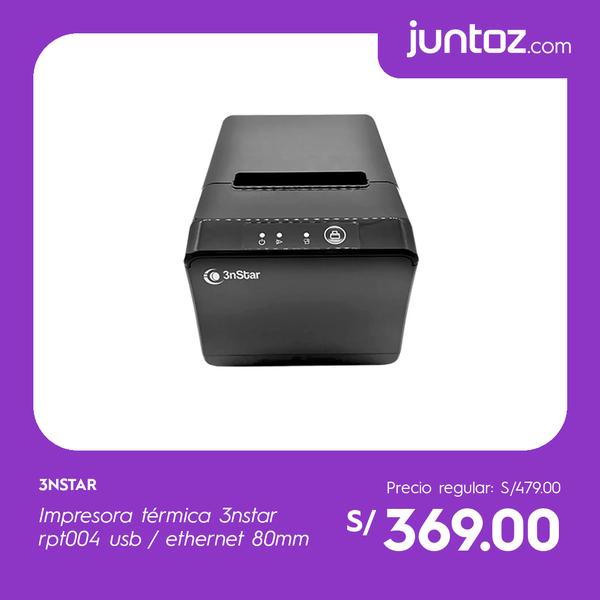 juntoz.com
3nStar
3NSTAR
Impresora térmica 3nstar
rpt004 usb / ethernet 80mm
Precio regular: S/479.00
S/ 369.00